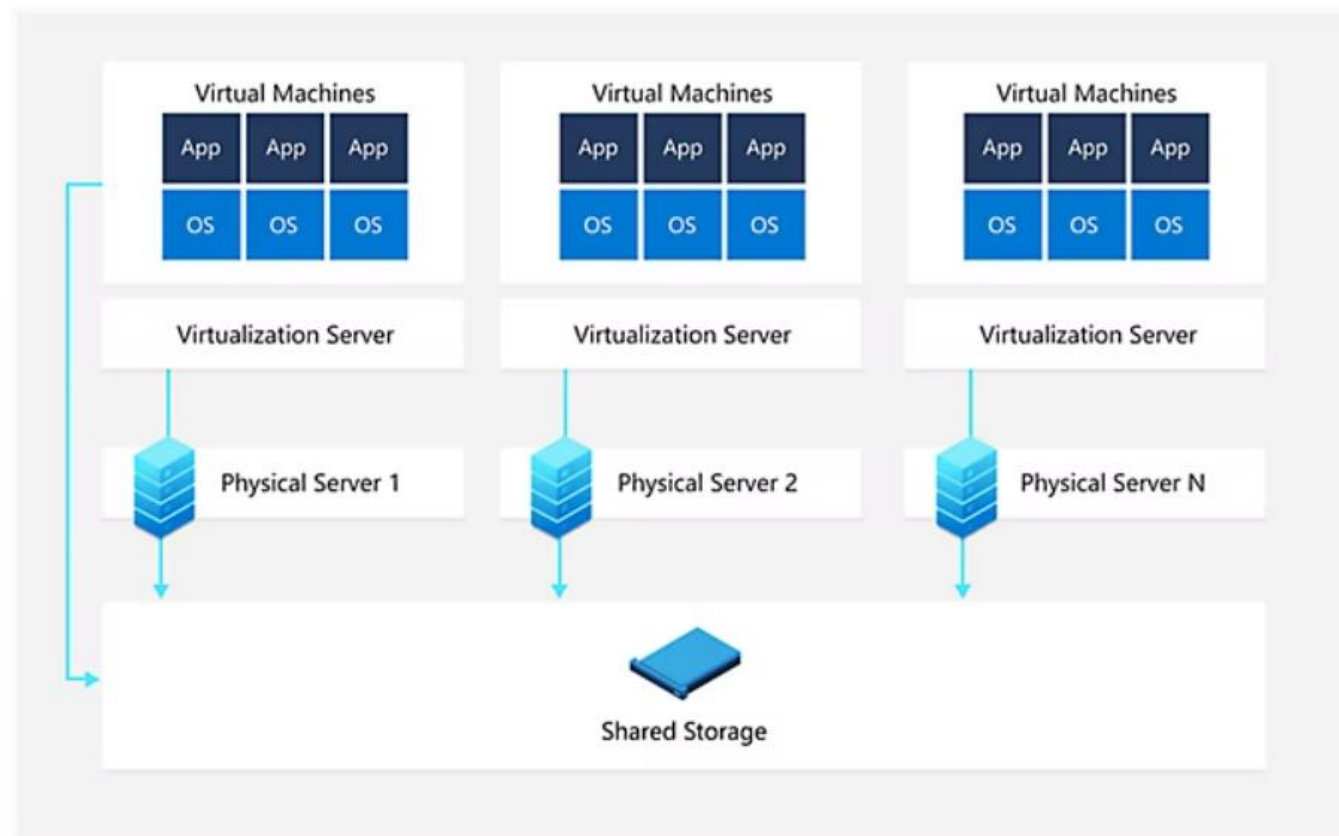 Virtual Machines
App App App
OS OS OS
Virtualization Server
Physical Server 1
Virtual Machines
App App App
OS OS OS
Virtualization Server
Physical Server 2
Virtual Machines
App App App
OS OS OS
Virtualization Server
Physical Server N
Shared Storage